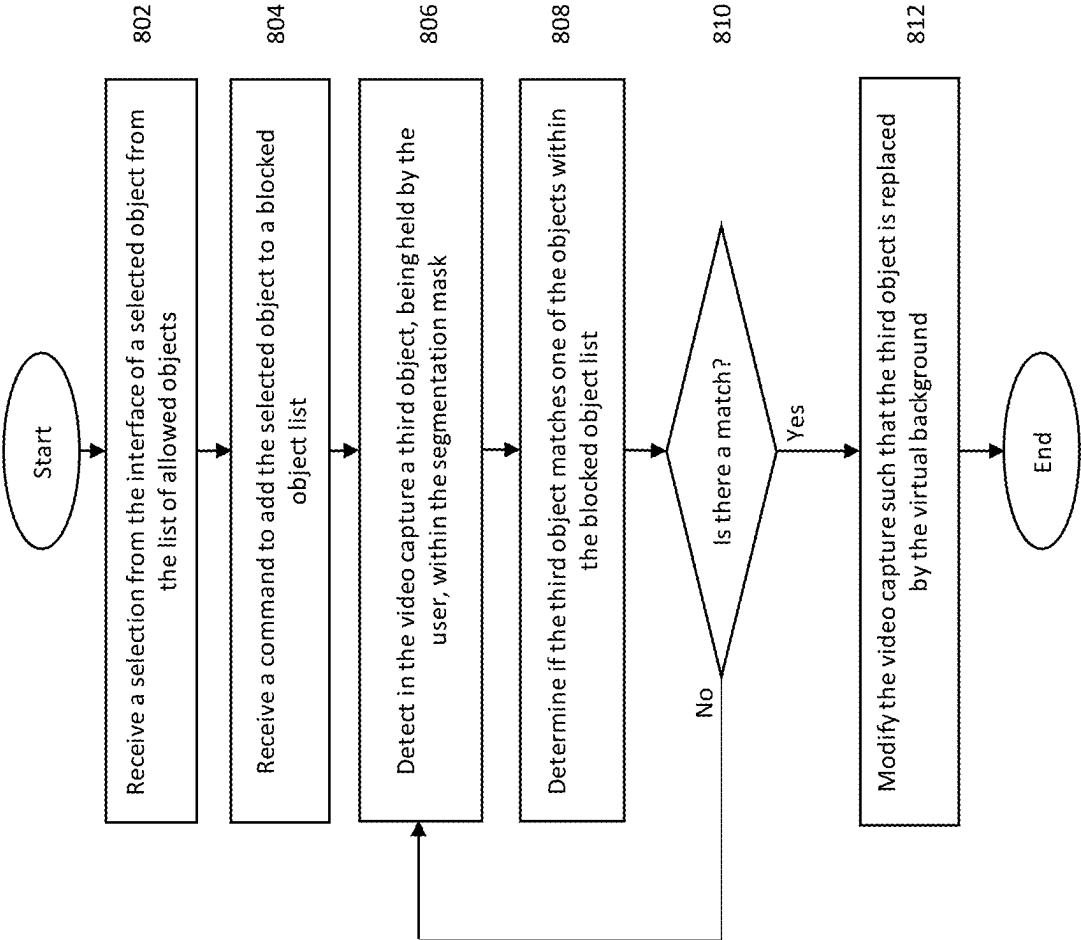 Start
802
Receive a selection from the interface of a selected object from
the list of allowed objects
804
Receive a command to add the selected object to a blocked
object list
806
Detect in the video capture a third object, being held by the
user, within the segmentation mask
808
Determine if the third object matches one of the objects within
the blocked object list
810
Is there a match?
No
Yes
812
Modify the video capture such that the third object is replaced
by the virtual background
End